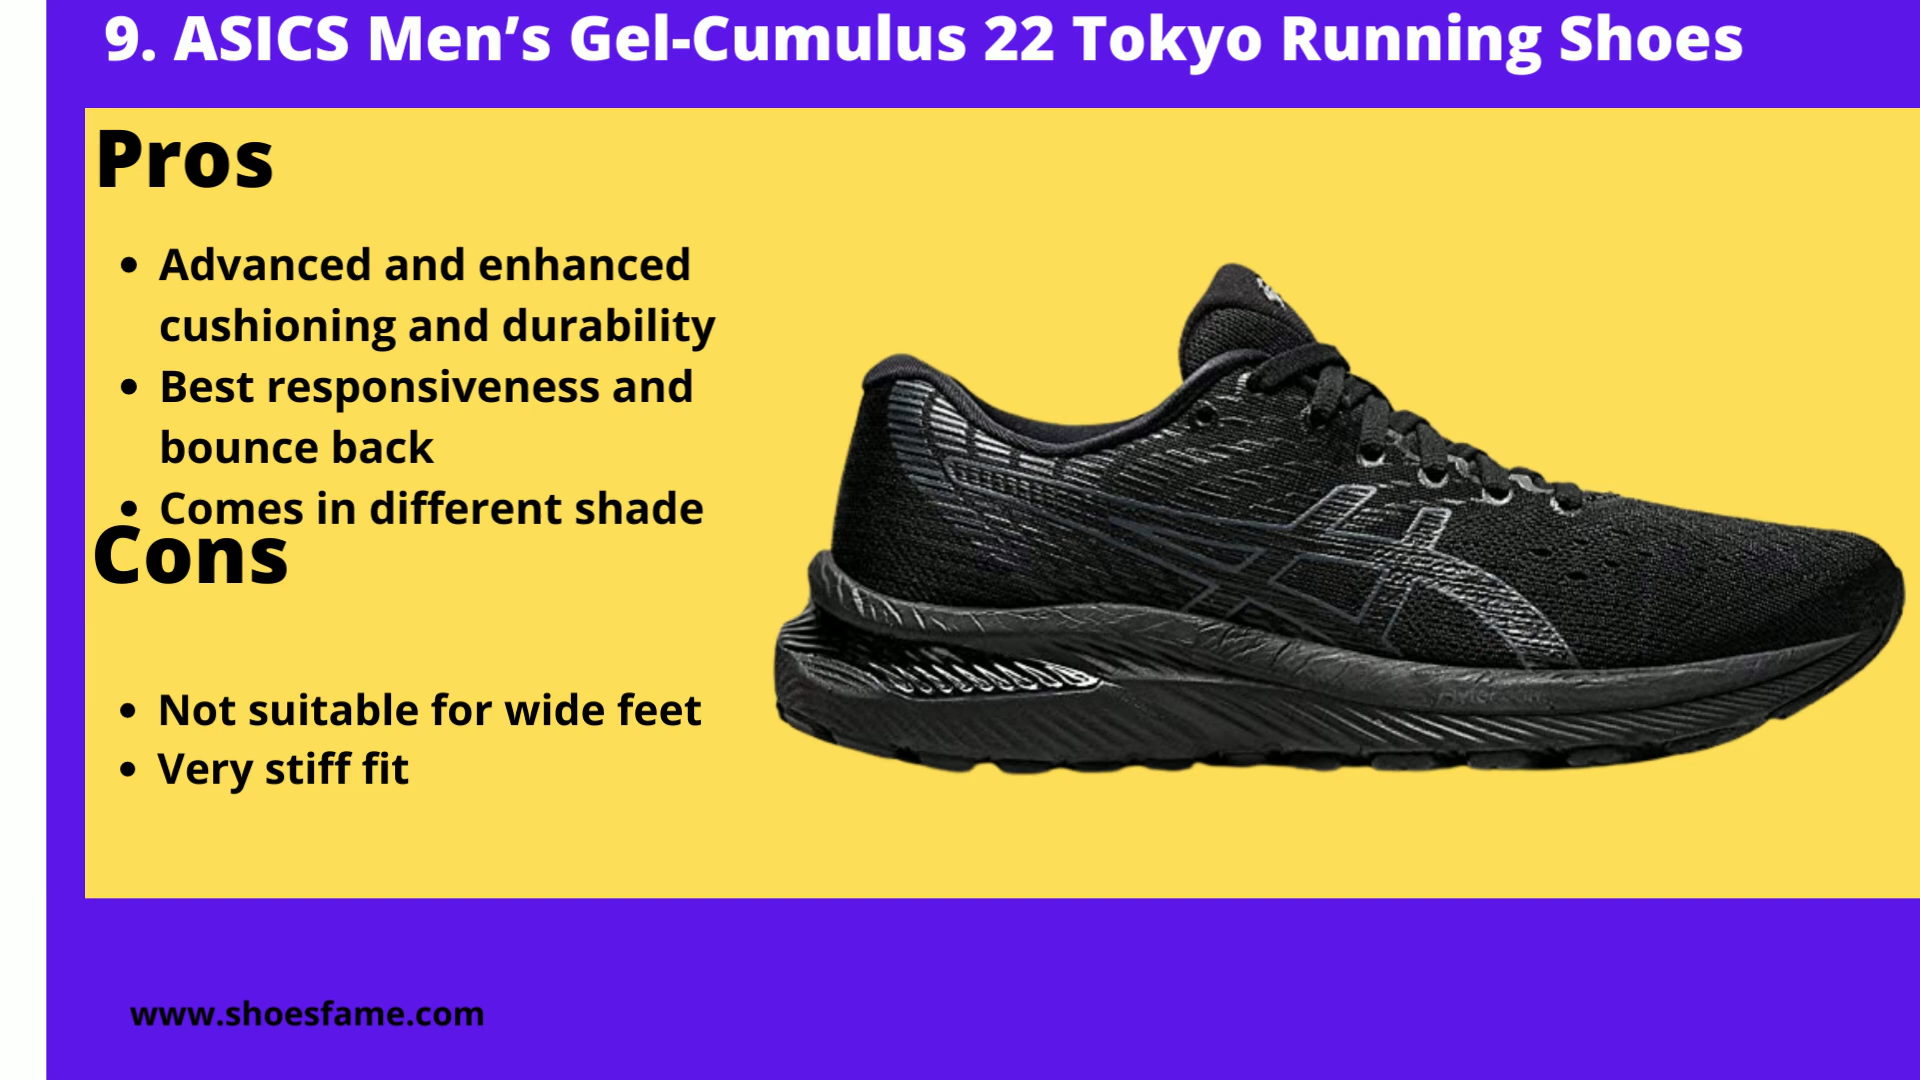 9. ASICS Men’s Gel-Cumulus 22 Tokyo Running Shoes
Pros
• Advanced and enhanced
cushioning and durability
• Best responsiveness and
bounce back
• Comes in different shade
Cons
• Not suitable for wide feet
• Very stiff fit
www.shoesfame.com